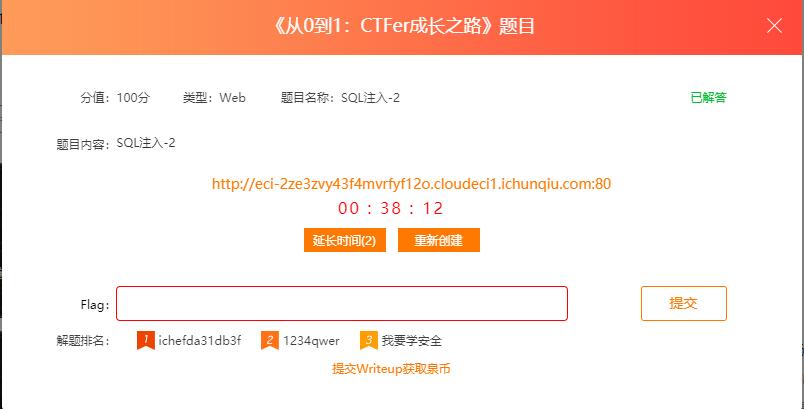 《从0到1：CTFer成长之路》题目
分值：100分 类型：Web 题目名称：SQL注入-2 已解答
题目内容：SQL注入-2
http://eci-2ze3zvy43f4mvrfyf12o.cloudeci1.ichunqiu.com:80
00 : 38 : 12
延长时间(2) 重新创建
Flag： 提交
解题排名： 1 ichefda31db3f 2 1234qwer 3 我要学安全
提交Writeup获取泉币